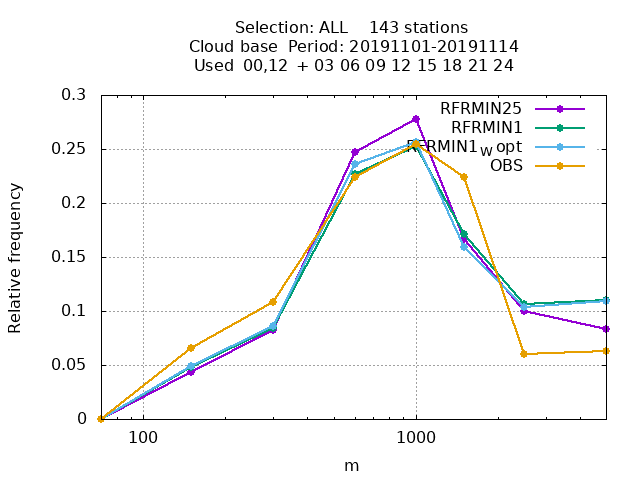 Selection: ALL 143 stations
Cloud base Period: 20191101-20191114
Used 00,12 + 03 06 09 12 15 18 21 24
0.3
0.25
0.2
0.15
0.1
0.05
0
Relative frequency
RFRMIN25
RFRMIN1
RFRMIN1W opt
OBS
100
1000
m